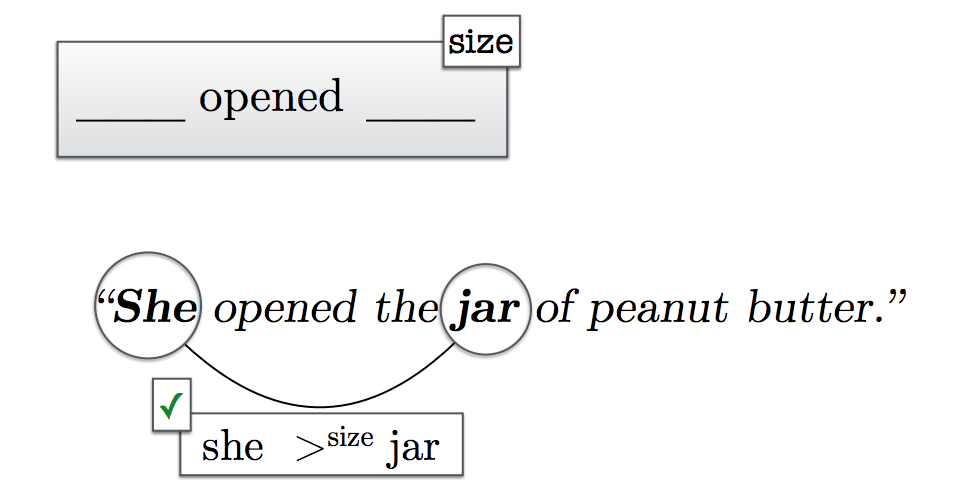 size
_____ opened _____
“She opened the jar of peanut butter.”
✓
she >size jar